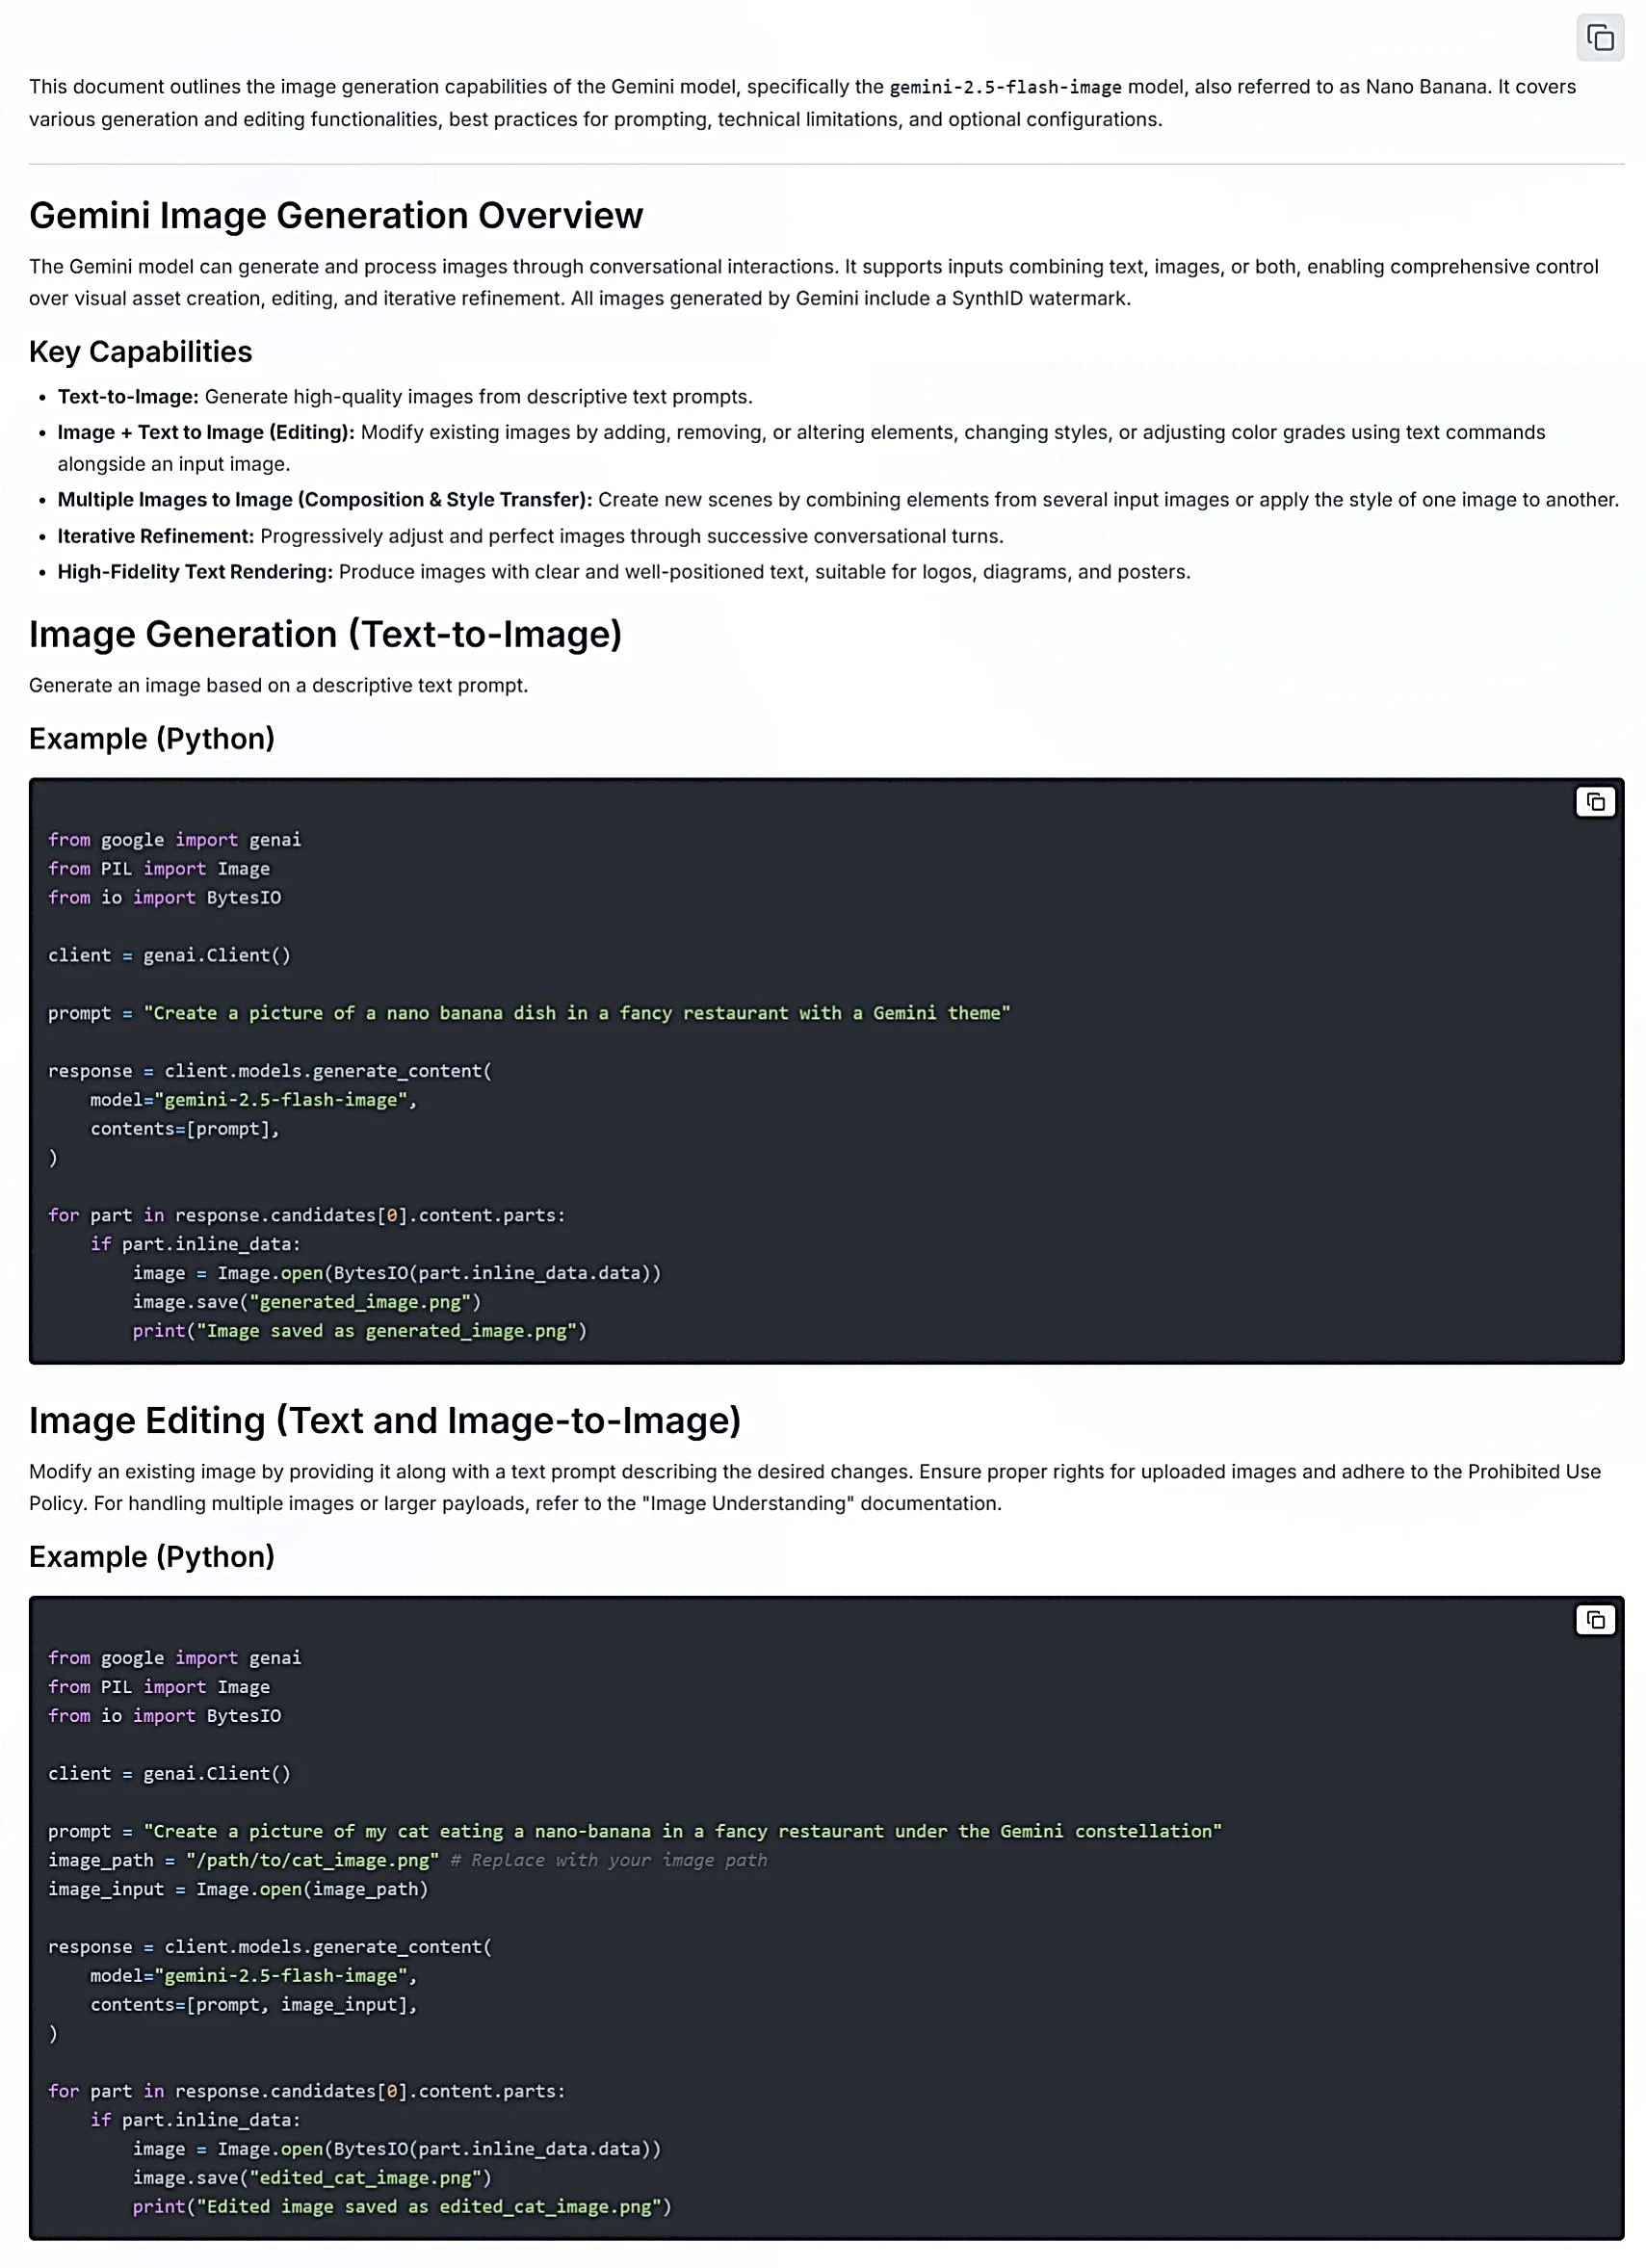 This document outlines the image generation capabilities of the Gemini model, specifically the gemini-2.5-flash-image model, also referred to as Nano Banana. It covers
various generation and editing functionalities, best practices for prompting, technical limitations, and optional configurations.
Gemini Image Generation Overview
The Gemini model can generate and process images through conversational interactions. It supports inputs combining text, images, or both, enabling comprehensive control
over visual asset creation, editing, and iterative refinement. All images generated by Gemini include a SynthID watermark.
Key Capabilities
• Text-to-Image: Generate high-quality images from descriptive text prompts.
• Image + Text to Image (Editing): Modify existing images by adding, removing, or altering elements, changing styles, or adjusting color grades using text commands
alongside an input image.
• Multiple Images to Image (Composition & Style Transfer): Create new scenes by combining elements from several input images or apply the style of one image to another.
• Iterative Refinement: Progressively adjust and perfect images through successive conversational turns.
• High-Fidelity Text Rendering: Produce images with clear and well-positioned text, suitable for logos, diagrams, and posters.
Image Generation (Text-to-Image)
Generate an image based on a descriptive text prompt.
Example (Python)
from google import genai
from PIL import Image
from io import BytesIO
client = genai.Client()
prompt = "Create a picture of a nano banana dish in a fancy restaurant with a Gemini theme"
response = client.models.generate_content(
    model="gemini-2.5-flash-image",
    contents=[prompt],
)
for part in response.candidates[0].content.parts:
    if part.inline_data:
        image = Image.open(BytesIO(part.inline_data.data))
        image.save("generated_image.png")
        print("Image saved as generated_image.png")
Image Editing (Text and Image-to-Image)
Modify an existing image by providing it along with a text prompt describing the desired changes. Ensure proper rights for uploaded images and adhere to the Prohibited Use
Policy. For handling multiple images or larger payloads, refer to the "Image Understanding" documentation.
Example (Python)
from google import genai
from PIL import Image
from io import BytesIO
client = genai.Client()
prompt = "Create a picture of my cat eating a nano-banana in a fancy restaurant under the Gemini constellation"
image_path = "/path/to/cat_image.png" # Replace with your image path
image_input = Image.open(image_path)
response = client.models.generate_content(
    model="gemini-2.5-flash-image",
    contents=[prompt, image_input],
)
for part in response.candidates[0].content.parts:
    if part.inline_data:
        image = Image.open(BytesIO(part.inline_data.data))
        image.save("edited_cat_image.png")
        print("Edited image saved as edited_cat_image.png")